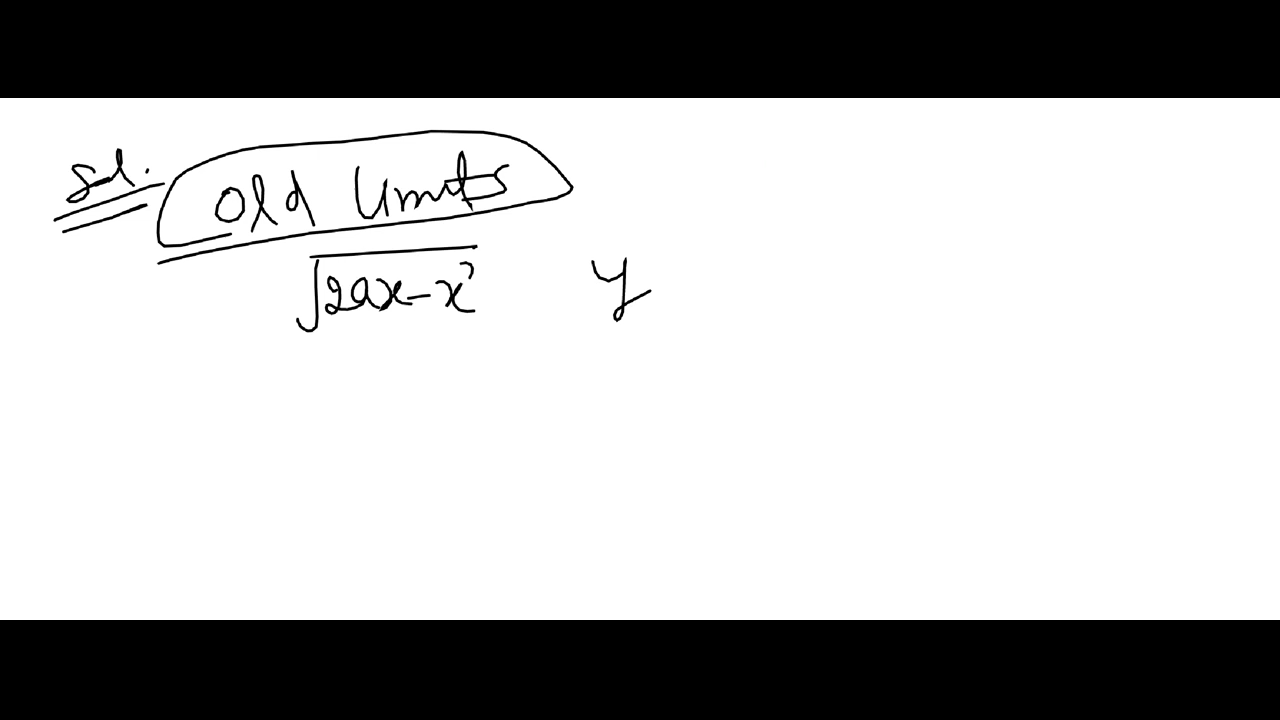 Sol. Old limits
√2ax-x² y